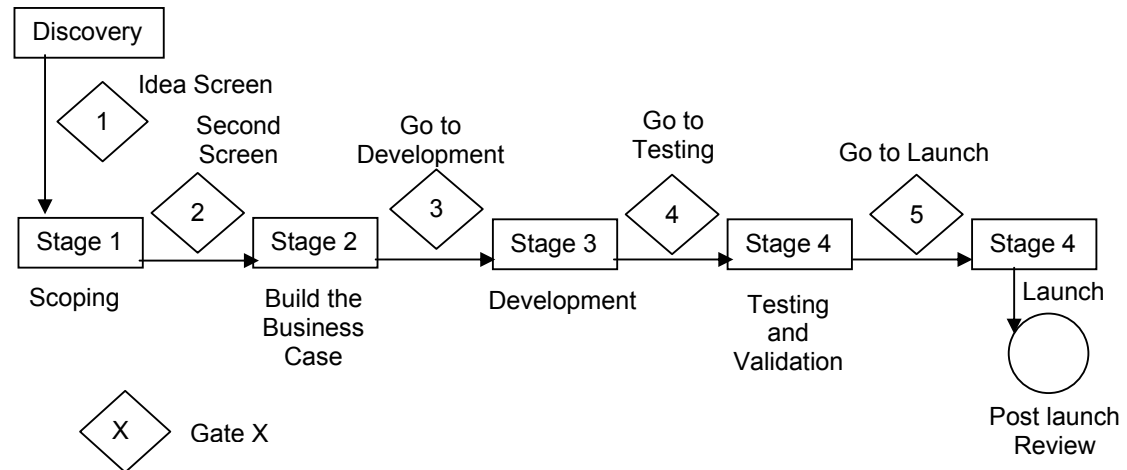 Discovery
Idea Screen
1
Second
Screen
Go to
Development
Go to
Testing
Go to Launch
2
3
4
5
Stage 1
Stage 2
Stage 3
Stage 4
Stage 4
Scoping
Build the
Business
Case
Development
Testing
and
Validation
Launch
Post launch
Review
X
Gate X